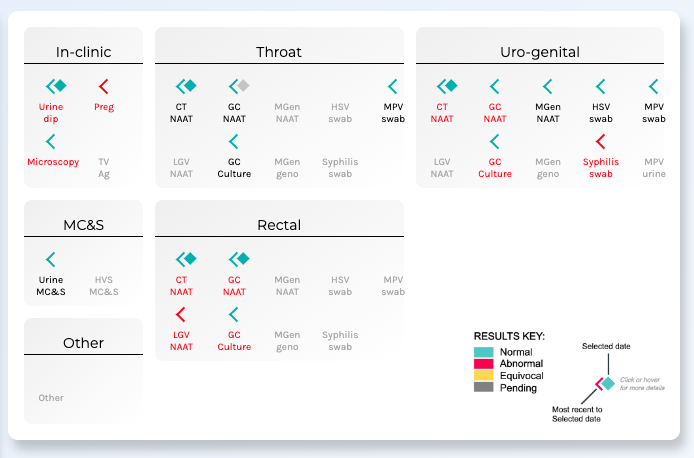 In-clinic
Urine dip
Preg
Microscopy
TV Ag
Throat
CT NAAT
GC NAAT
MGen NAAT
HSV swab
MPV swab
LGV NAAT
GC Culture
MGen geno
Syphilis swab
Uro-genital
CT NAAT
GC NAAT
MGen NAAT
HSV swab
MPV swab
LGV NAAT
GC Culture
MGen geno
Syphilis swab
MPV urine
MC&S
Urine MC&S
HVS MC&S
Rectal
CT NAAT
GC NAAT
MGen NAAT
HSV swab
MPV swab
LGV NAAT
GC Culture
MGen geno
Syphilis swab
Other
Other
RESULTS KEY:
Normal
Abnormal
Equivocal
Pending
Selected date
Click or hover
for more details
Most recent to
Selected date